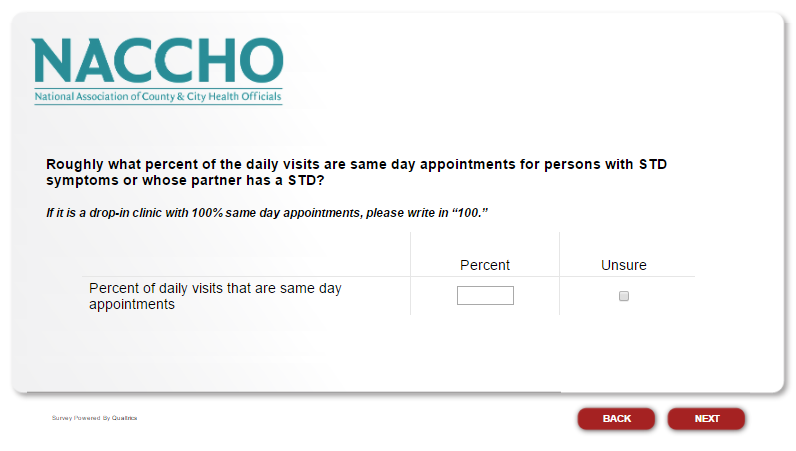 NACCHO
National Association of County & City Health Officials
Roughly what percent of the daily visits are same day appointments for persons with STD
symptoms or whose partner has a STD?
If it is a drop-in clinic with 100% same day appointments, please write in “100.”
Percent Unsure
Percent of daily visits that are same day
appointments
Survey Powered By Qualtrics
BACK NEXT